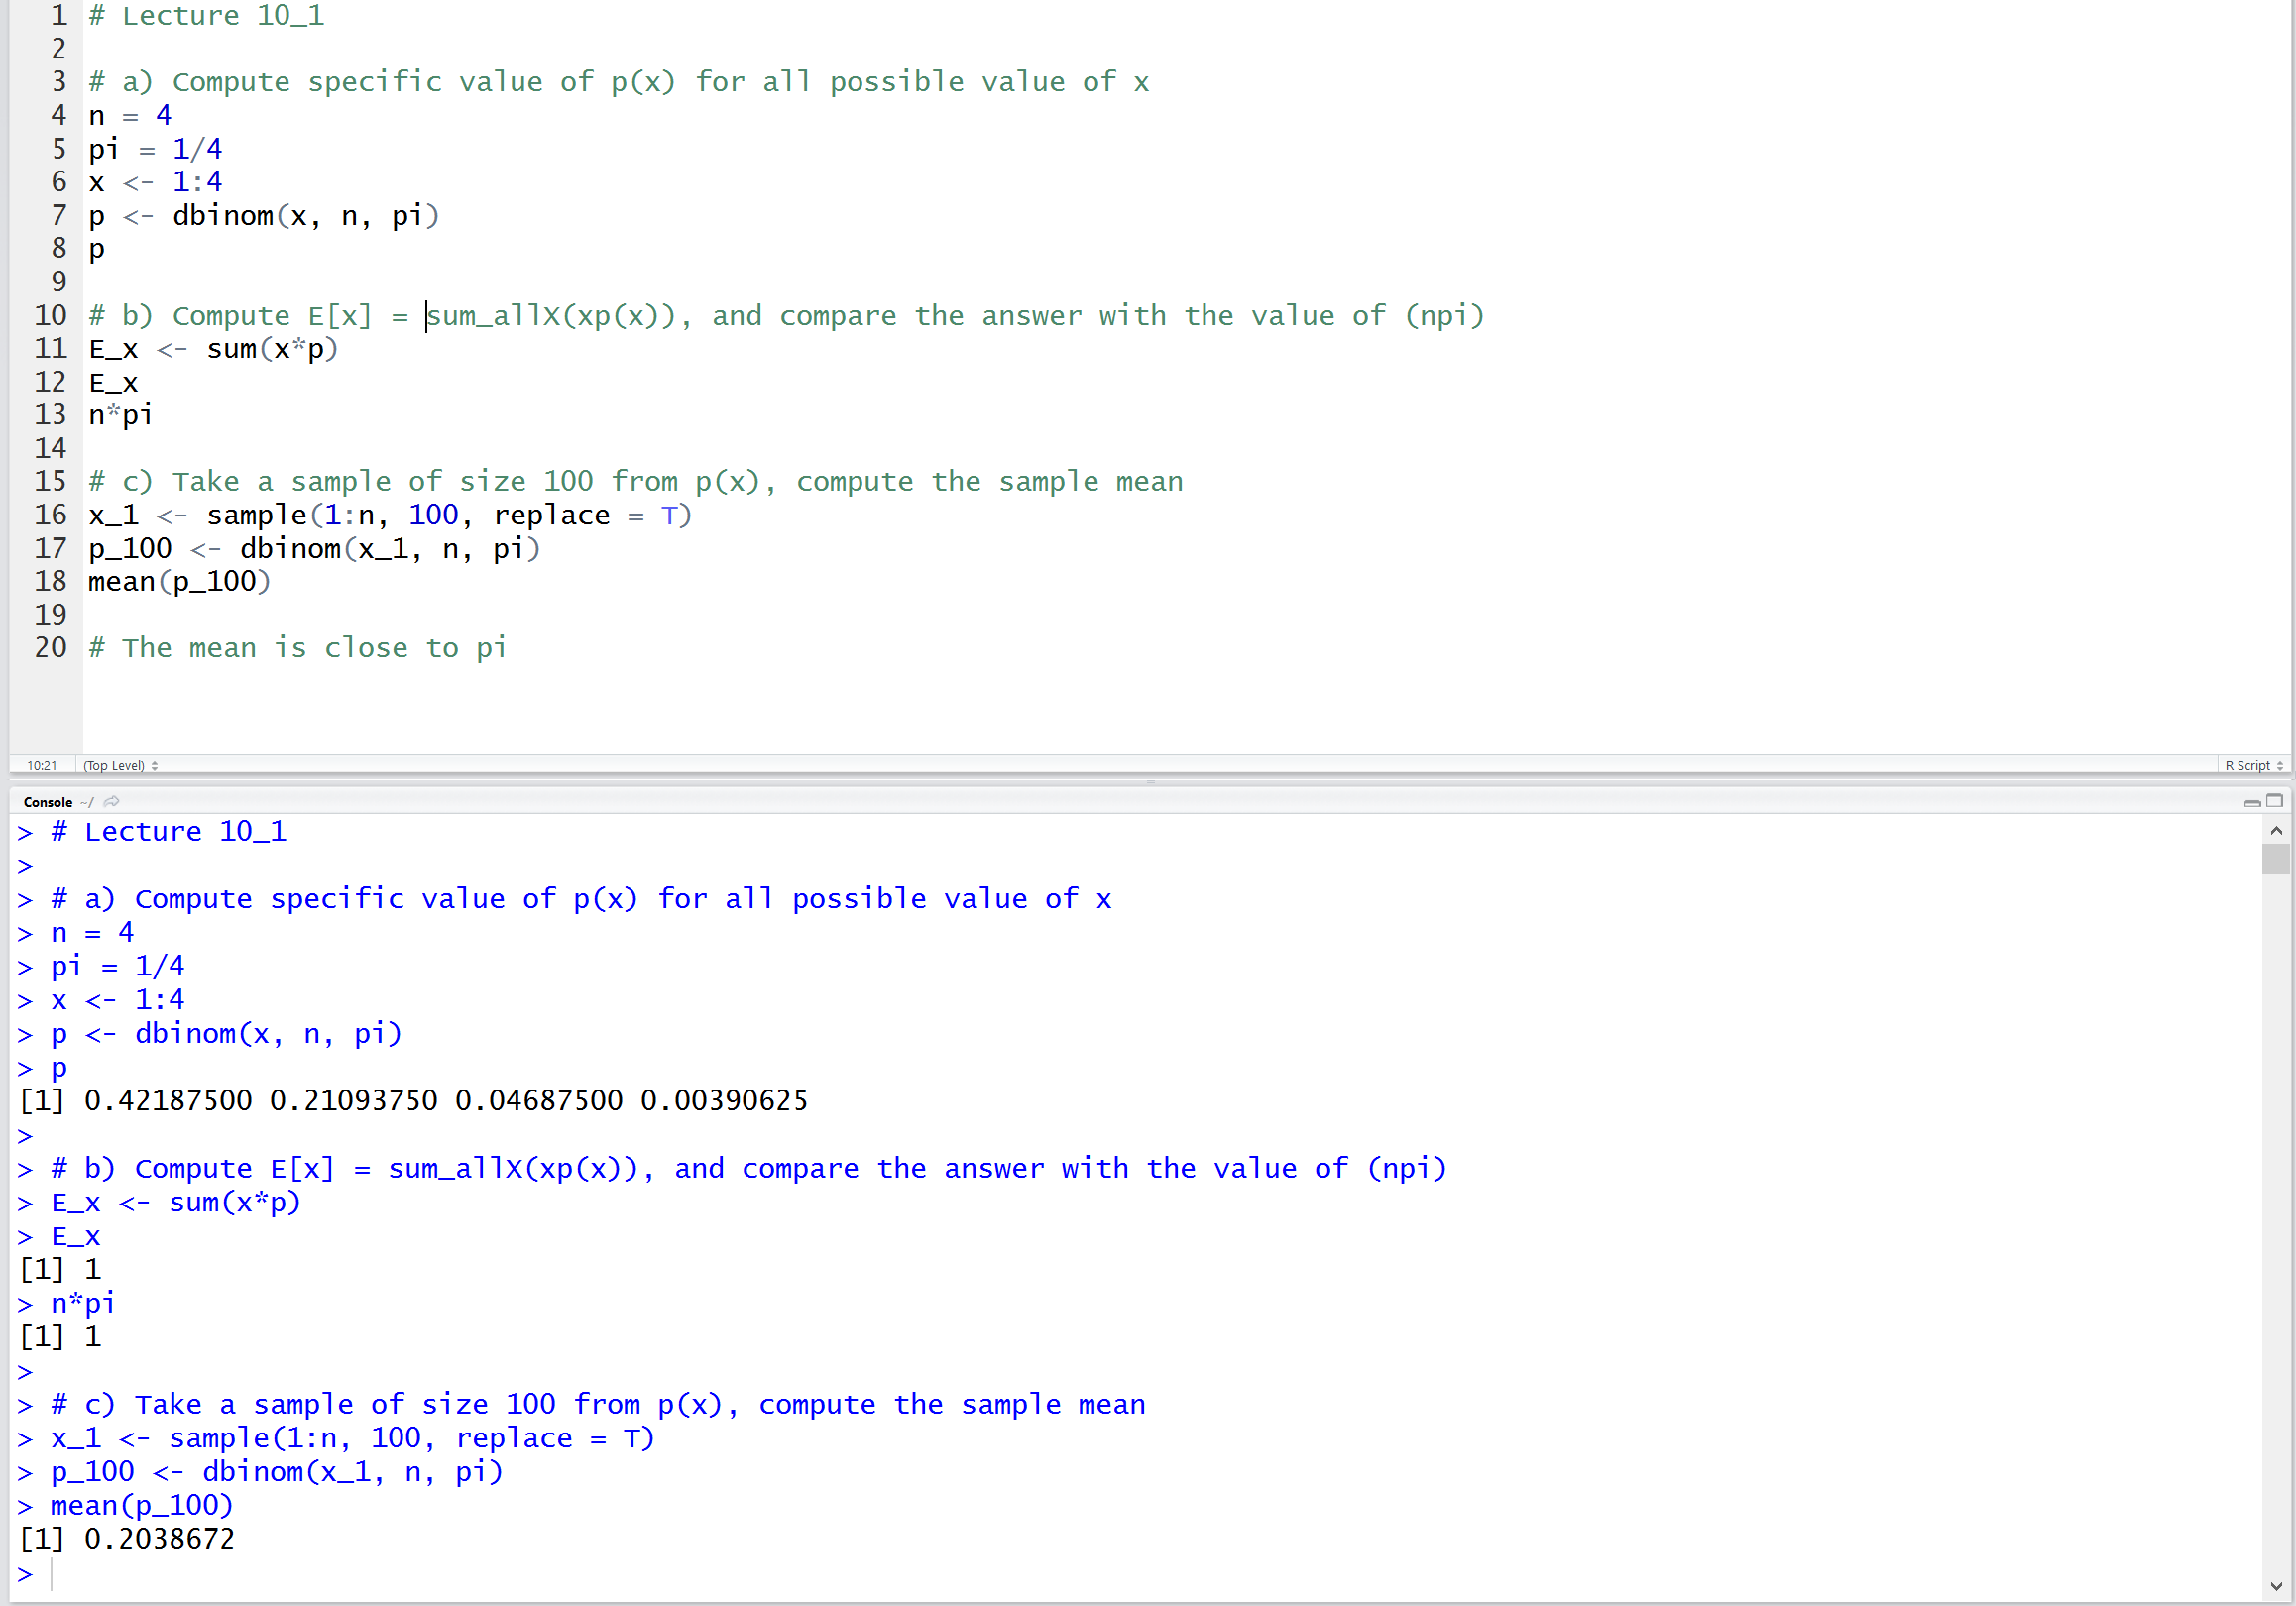 1 # Lecture 10_1
2
3 # a) Compute specific value of p(x) for all possible value of x
4 n = 4
5 pi = 1/4
6 x <- 1:4
7 p <- dbinom(x, n, pi)
8 p
9
10 # b) Compute E[x] = sum_allX(xp(x)), and compare the answer with the value of (npi)
11 E_x <- sum(x*p)
12 E_x
13 n*pi
14
15 # c) Take a sample of size 100 from p(x), compute the sample mean
16 x_1 <- sample(1:n, 100, replace = T)
17 p_100 <- dbinom(x_1, n, pi)
18 mean(p_100)
19
20 # The mean is close to pi
10:21 (Top Level) R Script
Console ~/
> # Lecture 10_1
>
> # a) Compute specific value of p(x) for all possible value of x
> n = 4
> pi = 1/4
> x <- 1:4
> p <- dbinom(x, n, pi)
> p
[1] 0.42187500 0.21093750 0.04687500 0.00390625
>
> # b) Compute E[x] = sum_allX(xp(x)), and compare the answer with the value of (npi)
> E_x <- sum(x*p)
> E_x
[1] 1
> n*pi
[1] 1
>
> # c) Take a sample of size 100 from p(x), compute the sample mean
> x_1 <- sample(1:n, 100, replace = T)
> p_100 <- dbinom(x_1, n, pi)
> mean(p_100)
[1] 0.2038672
>